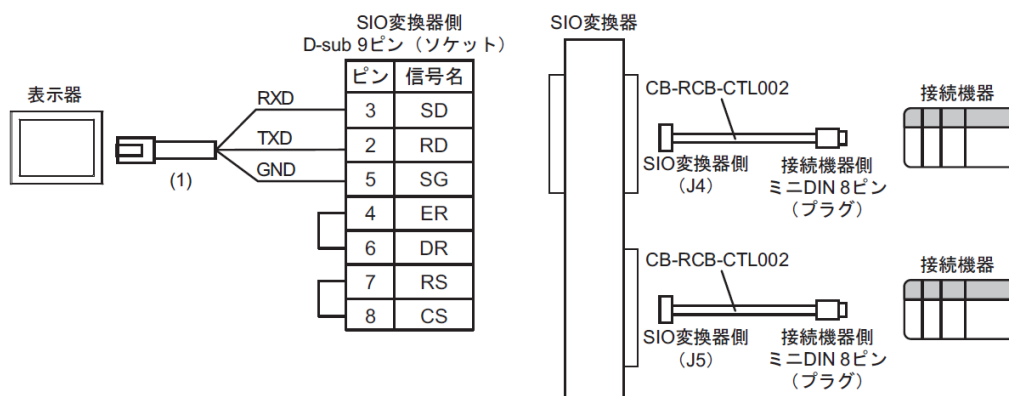 SIO変換器側
D-sub 9ピン（ソケット）
ピン 信号名
3 SD
2 RD
5 SG
4 ER
6 DR
7 RS
8 CS
表示器
RXD
TXD
GND
(1)
SIO変換器
CB-RCB-CTL002
SIO変換器側
（J4）
接続機器側
ミニDIN 8ピン
（プラグ）
接続機器
CB-RCB-CTL002
SIO変換器側
（J5）
接続機器側
ミニDIN 8ピン
（プラグ）
接続機器